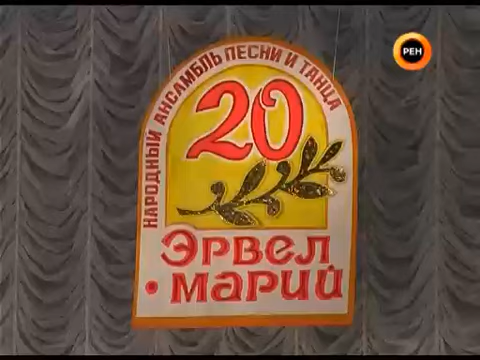 НАРОДНЫЙ АНСАМБЛЬ ПЕСНИ И ТАНЦА
20
ЭРВЕЛ
• МАРИЙ
РЕН